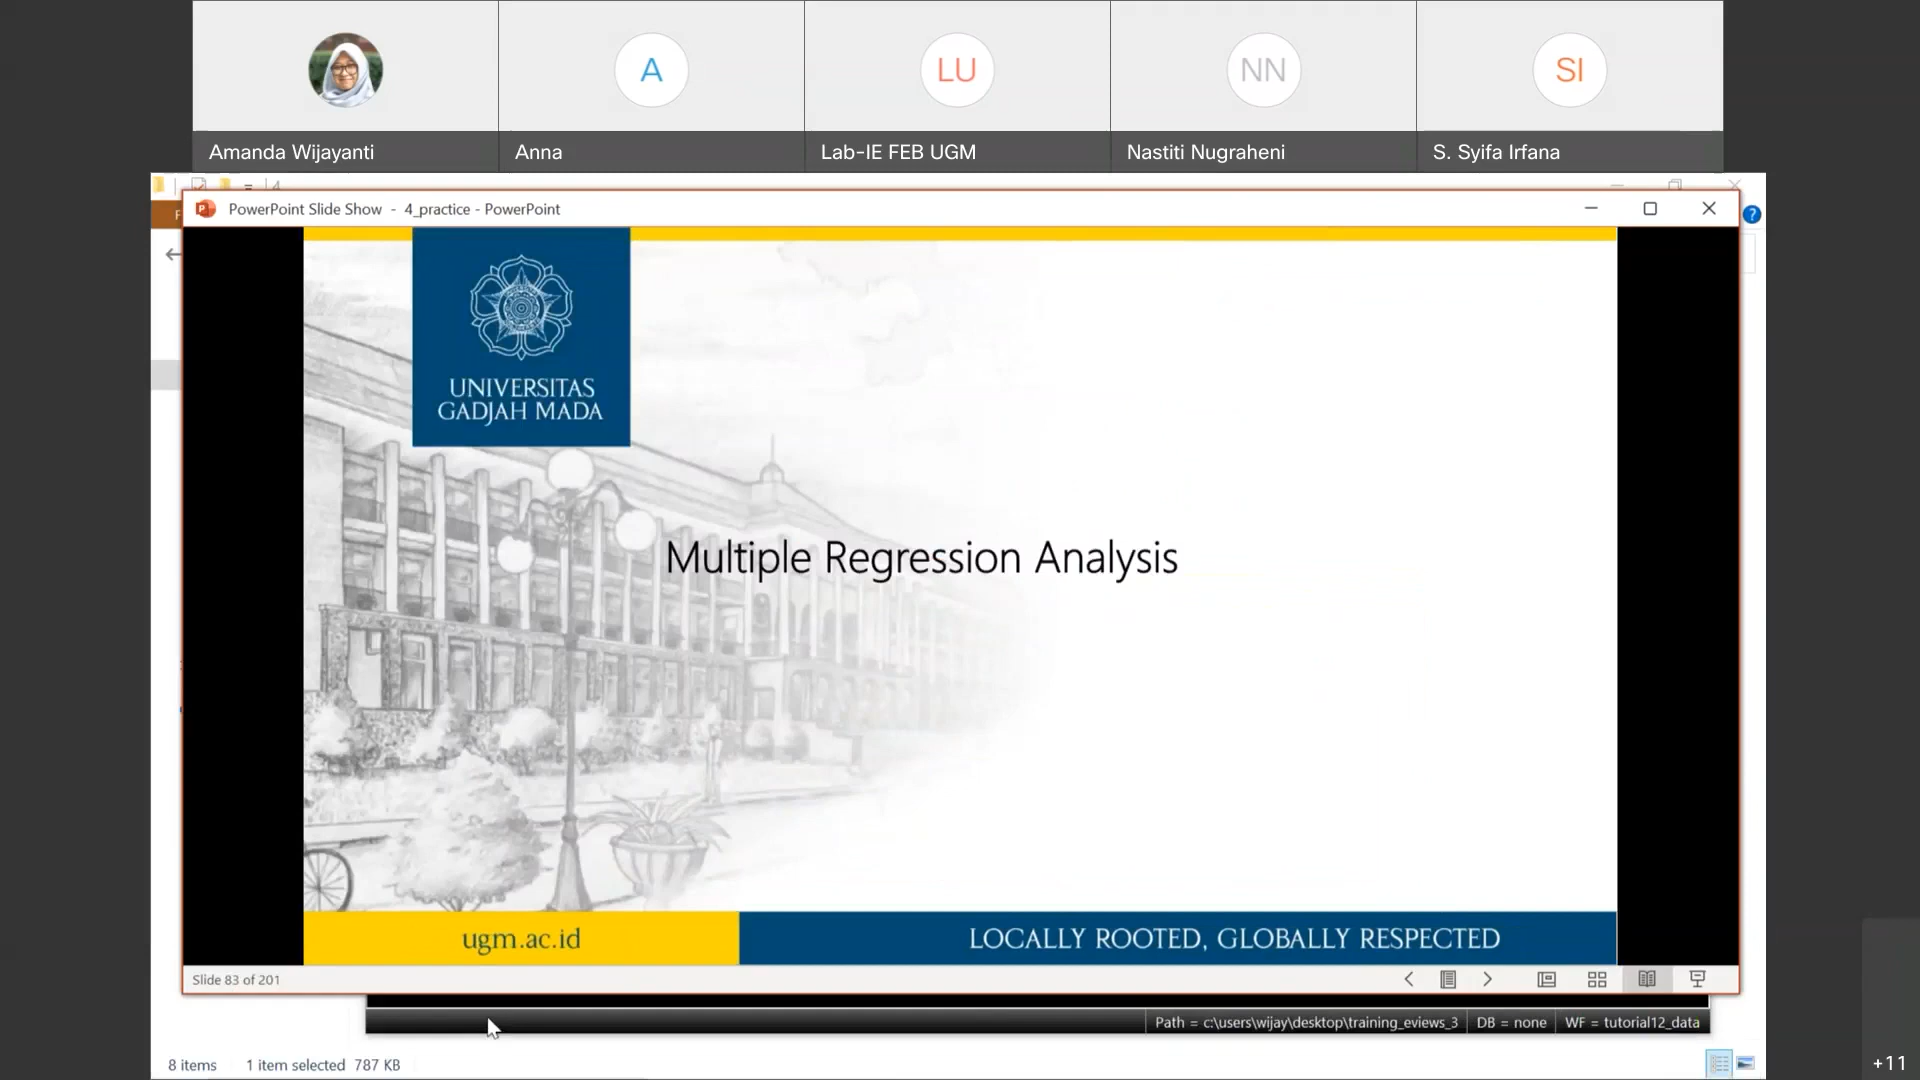 A
LU
NN
SI
Amanda Wijayanti
Anna
Lab-IE FEB UGM
Nastiti Nugraheni
S. Syifa Irfana
PowerPoint Slide Show - 4_practice - PowerPoint
UNIVERSITAS
GADJAH MADA
Multiple Regression Analysis
ugm.ac.id
LOCALLY ROOTED, GLOBALLY RESPECTED
Slide 83 of 201
Path = c:\users\wijay\desktop\training_eviews_3
DB = none
WF = tutorial12_data
8 items
1 item selected 787 KB
+11